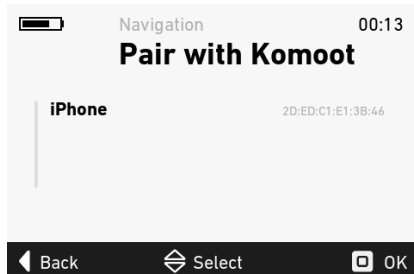 Navigation 00:13
Pair with Komoot
iPhone 2D:ED:C1:E1:3B:46
Back Select OK